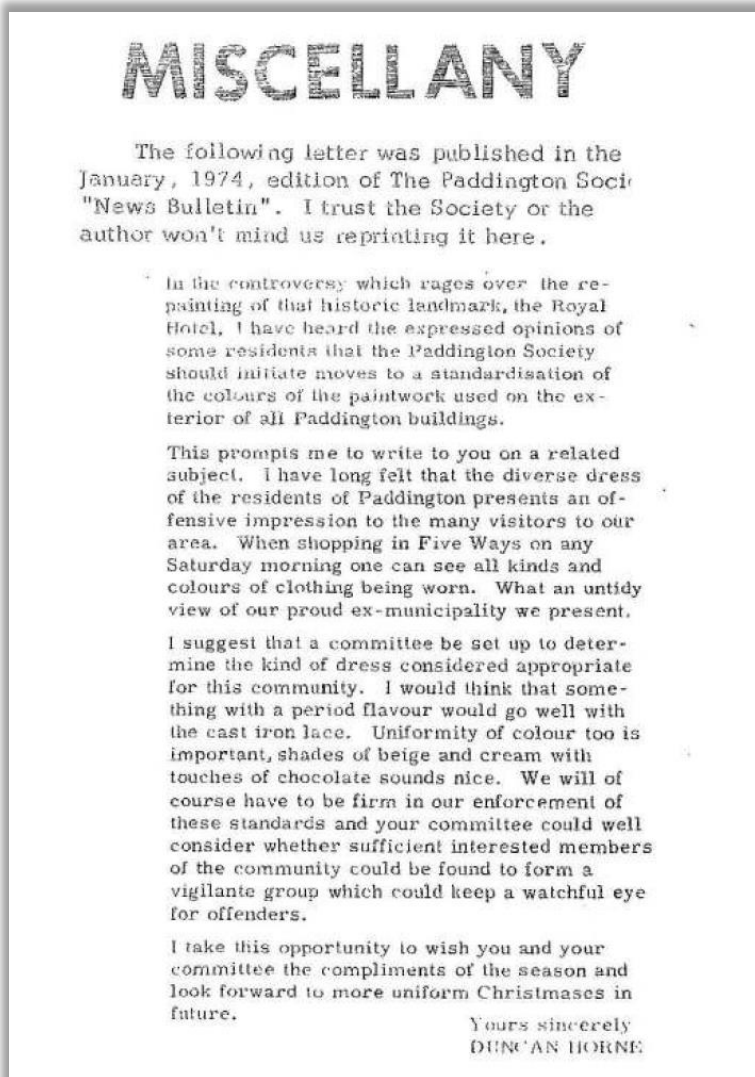 MISCELLANY
The following letter was published in the
January, 1974, edition of The Paddington Soci
"News Bulletin". I trust the Society or the
author won't mind us reprinting it here.
In the controversy which rages over the re-
painting of that historic landmark, the Royal
Hotel, I have heard the expressed opinions of
some residents that the Paddington Society
should initiate moves to a standardisation of
the colours of the paintwork used on the ex-
terior of all Paddington buildings.
This prompts me to write to you on a related
subject. I have long felt that the diverse dress
of the residents of Paddington presents an of-
fensive impression to the many visitors to our
area. When shopping in Five Ways on any
Saturday morning one can see all kinds and
colours of clothing being worn. What an untidy
view of our proud ex-municipality we present.
I suggest that a committee be set up to deter-
mine the kind of dress considered appropriate
for this community. I would think that some-
thing with a period flavour would go well with
the cast iron lace. Uniformity of colour too is
important, shades of beige and cream with
touches of chocolate sounds nice. We will of
course have to be firm in our enforcement of
these standards and your committee could well
consider whether sufficient interested members
of the community could be found to form a
vigilante group which could keep a watchful eye
for offenders.
I take this opportunity to wish you and your
committee the compliments of the season and
look forward to more uniform Christmases in
future.
Yours sincerely
DUNCAN HORNE